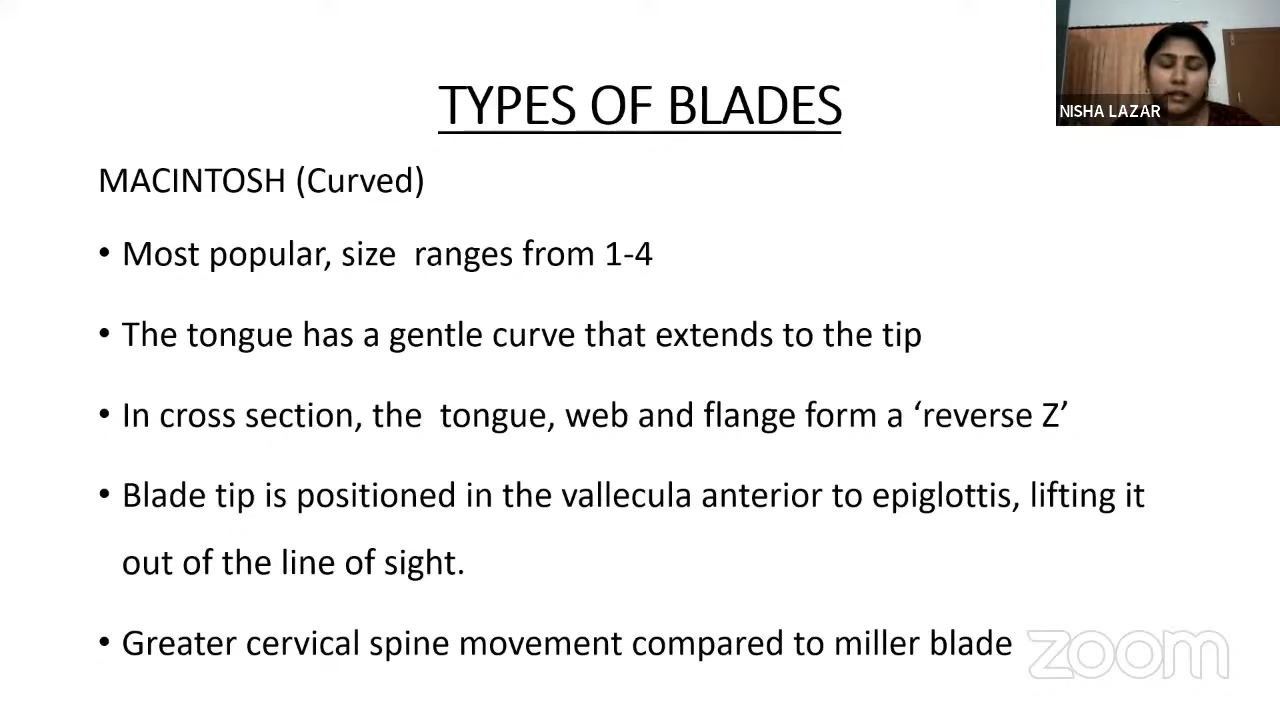 NISHA LAZAR
TYPES OF BLADES
MACINTOSH (Curved)
• Most popular, size  ranges from 1-4
• The tongue has a gentle curve that extends to the tip
• In cross section, the  tongue, web and flange form a ‘reverse Z’
• Blade tip is positioned in the vallecula anterior to epiglottis, lifting it
out of the line of sight.
• Greater cervical spine movement compared to miller blade
zoom